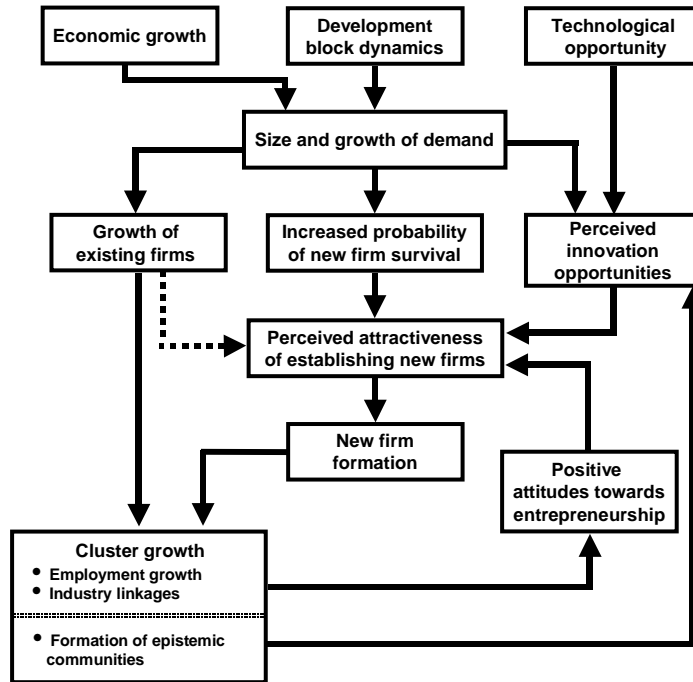 Economic growth
Development
block dynamics
Technological
opportunity
Size and growth of demand
Growth of
existing firms
Increased probability
of new firm survival
Perceived
innovation
opportunities
Perceived attractiveness
of establishing new firms
New firm
formation
Positive
attitudes towards
entrepreneurship
Cluster growth
• Employment growth
• Industry linkages
• Formation of epistemic
communities